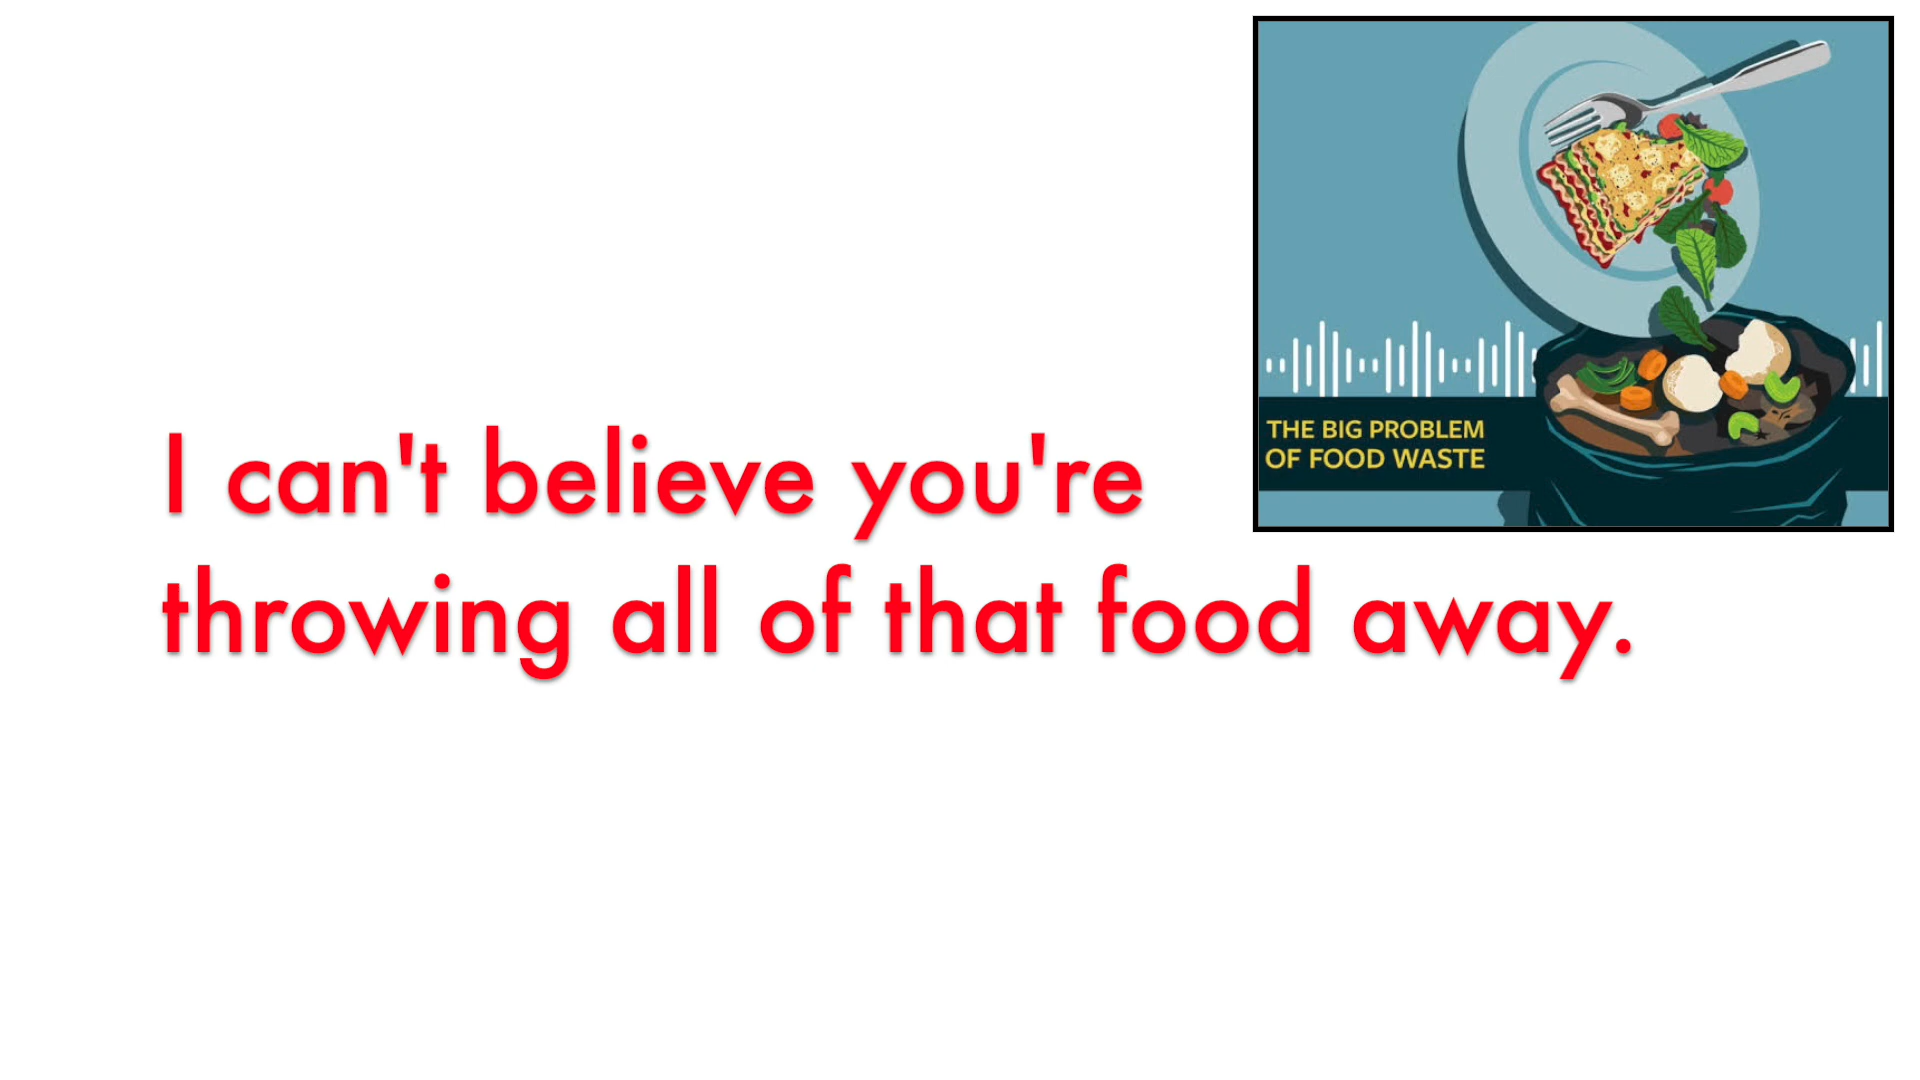 THE BIG PROBLEM
OF FOOD WASTE
I can't believe you're
throwing all of that food away.